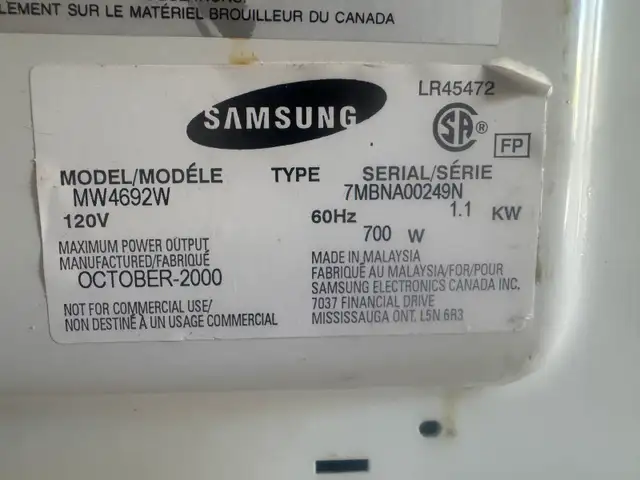 LEMENT SUR LE MATÉRIEL BROUILLEUR DU CANADA
SAMSUNG
LR45472
SA®
FP
MODEL/MODÉLE TYPE SERIAL/SÉRIE
MW4692W 7MBNA00249N
120V 60Hz 1.1 KW
MAXIMUM POWER OUTPUT 700 W
MANUFACTURED/FABRIQUÉ
OCTOBER-2000
NOT FOR COMMERCIAL USE/
NON DESTINÉ À UN USAGE COMMERCIAL
MADE IN MALAYSIA
FABRIQUÉ AU MALAYSIA/FOR/POUR
SAMSUNG ELECTRONICS CANADA INC.
7037 FINANCIAL DRIVE
MISSISSAUGA ONT. L5N 6R3